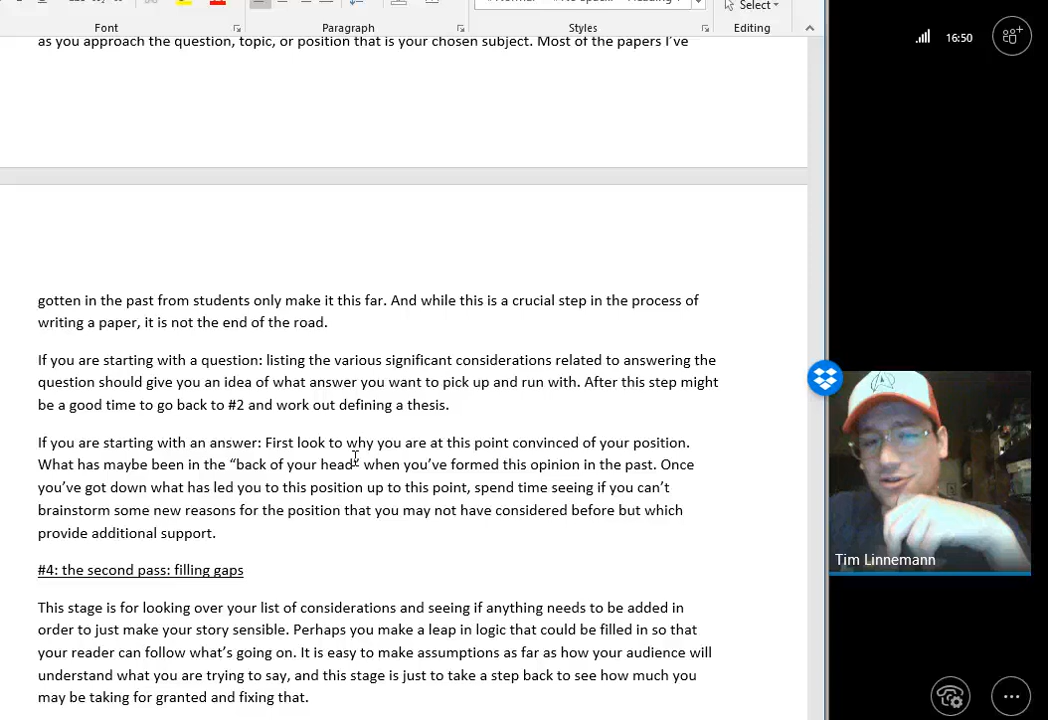 Select
Font
Paragraph
Styles
Editing
16:50
as you approach the question, topic, or position that is your chosen subject. Most of the papers I've
gotten in the past from students only make it this far. And while this is a crucial step in the process of
writing a paper, it is not the end of the road.
If you are starting with a question: listing the various significant considerations related to answering the
question should give you an idea of what answer you want to pick up and run with. After this step might
be a good time to go back to #2 and work out defining a thesis.
If you are starting with an answer: First look to why you are at this point convinced of your position.
What has maybe been in the “back of your head” when you've formed this opinion in the past. Once
you've got down what has led you to this position up to this point, spend time seeing if you can't
brainstorm some new reasons for the position that you may not have considered before but which
provide additional support.
Tim Linnemann
#4: the second pass: filling gaps
This stage is for looking over your list of considerations and seeing if anything needs to be added in
order to just make your story sensible. Perhaps you make a leap in logic that could be filled in so that
your reader can follow what's going on. It is easy to make assumptions as far as how your audience will
understand what you are trying to say, and this stage is just to take a step back to see how much you
may be taking for granted and fixing that.